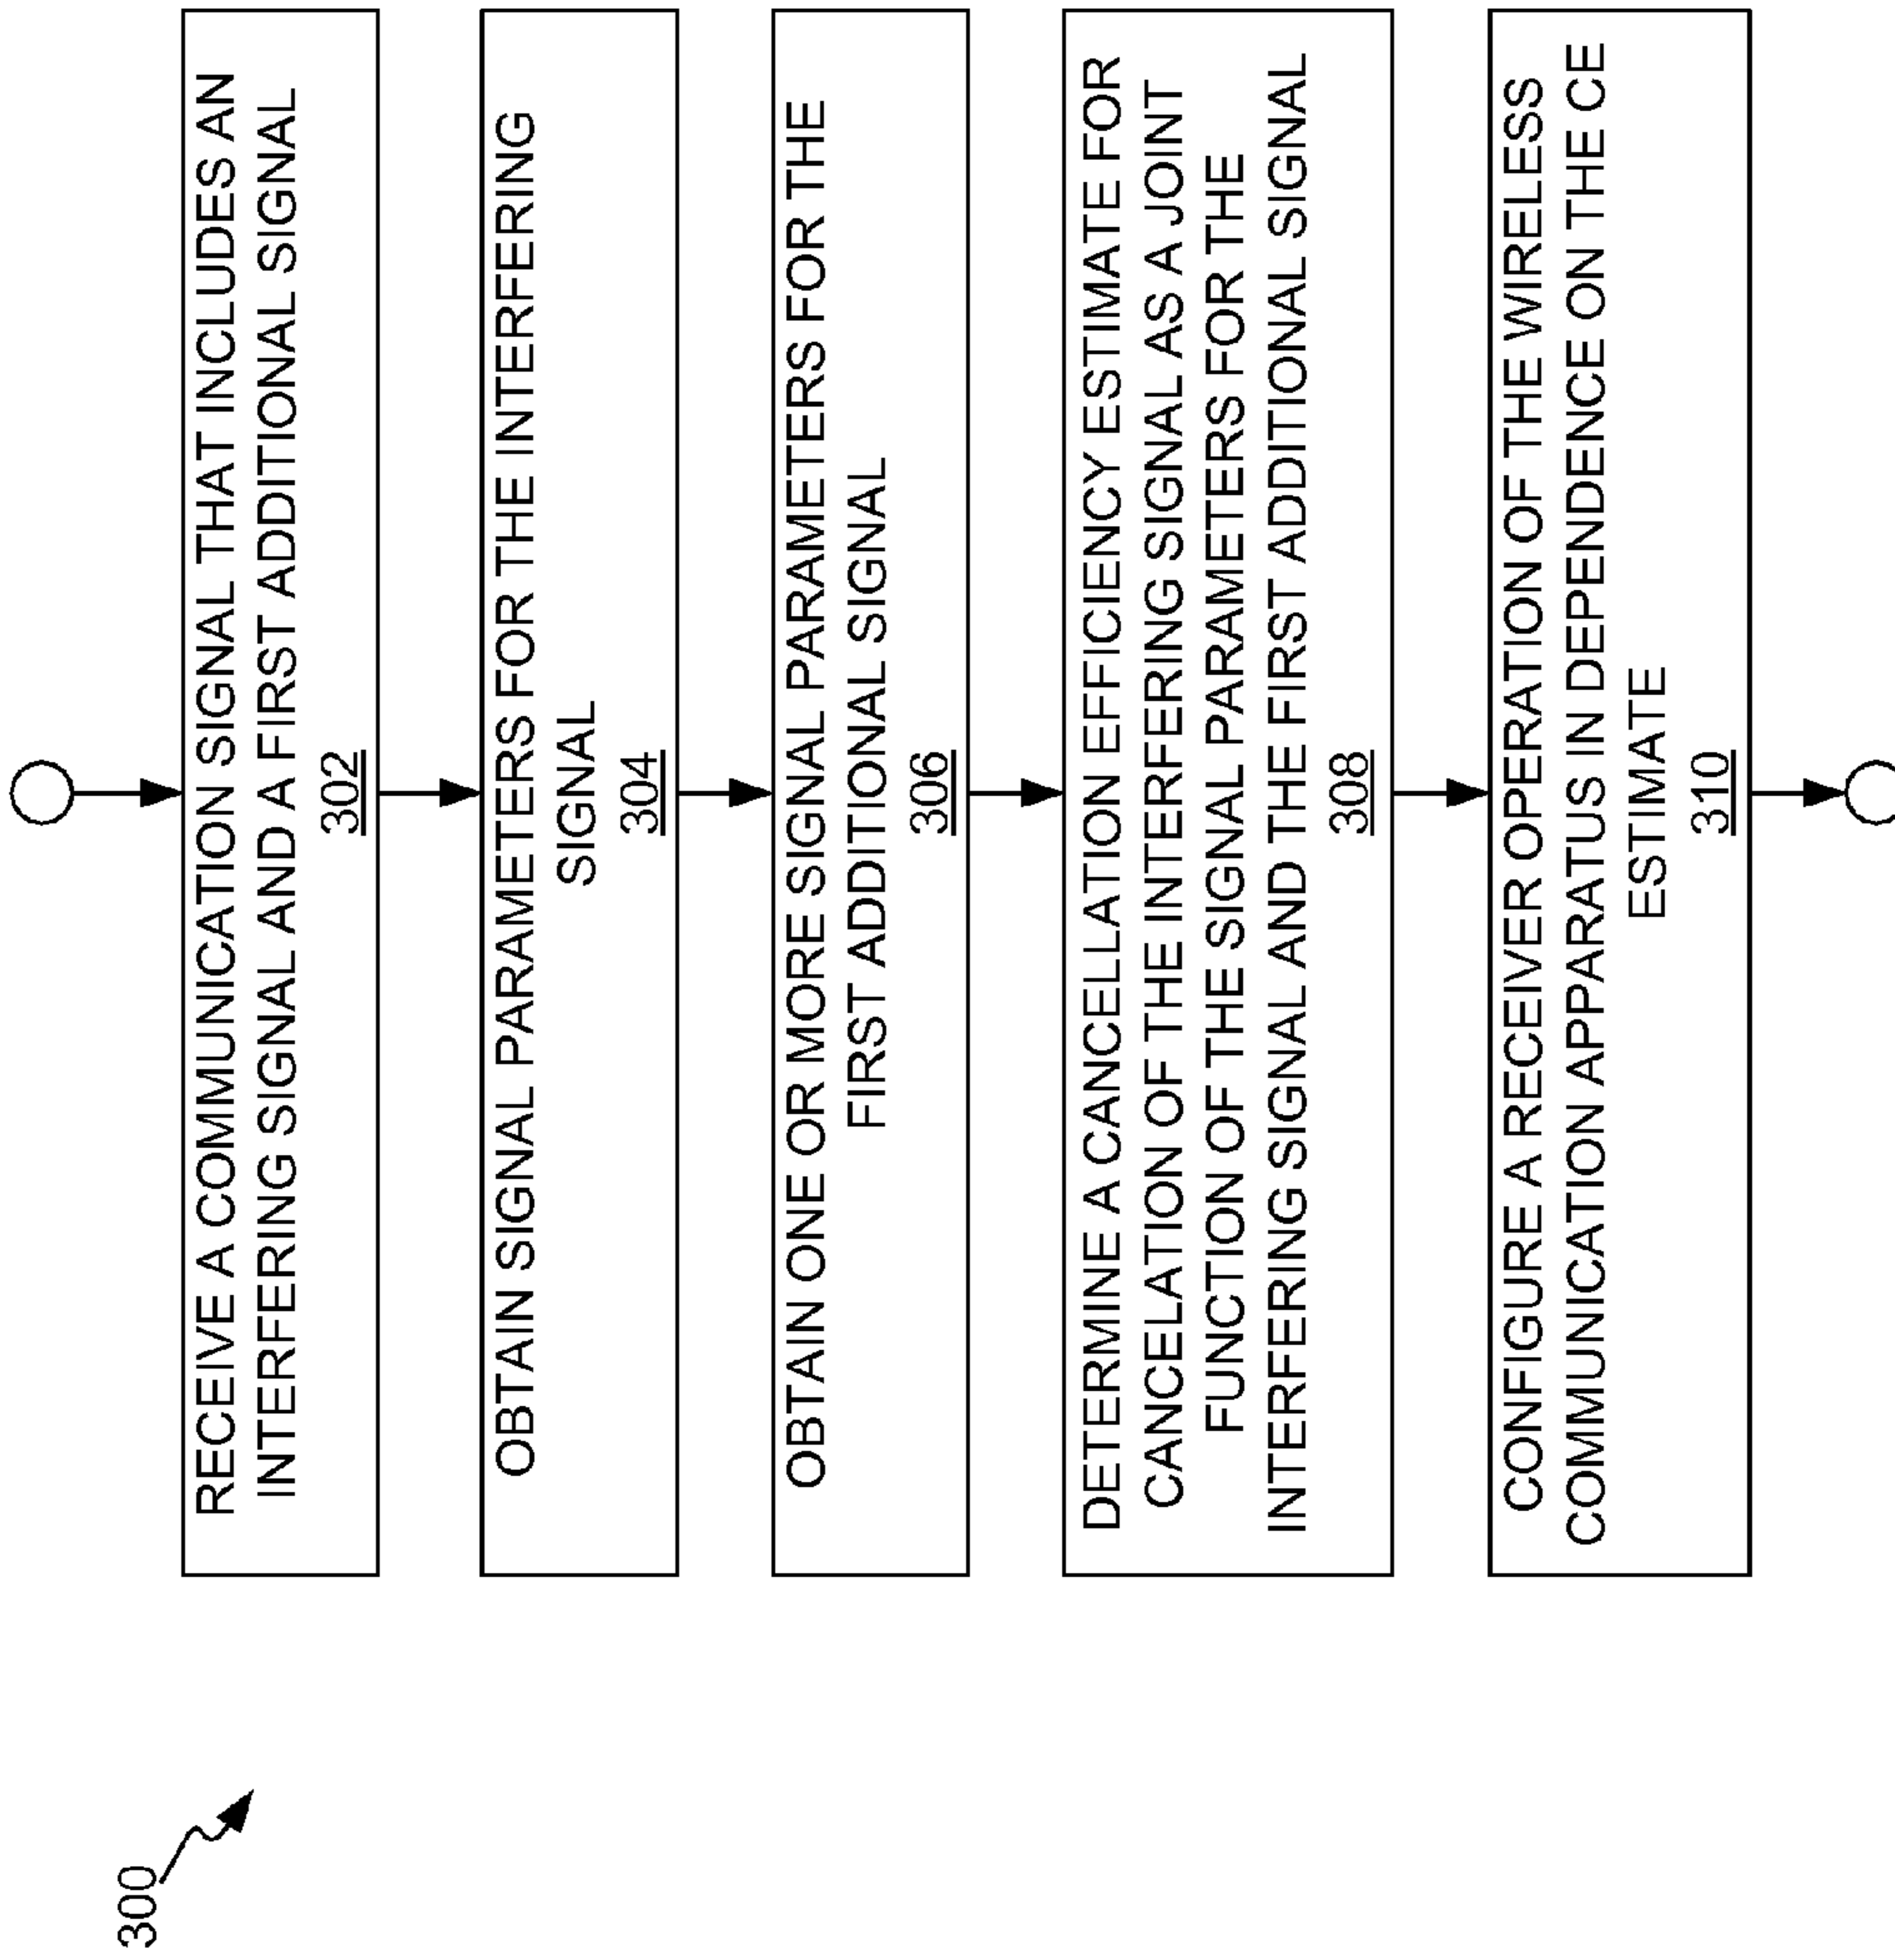 300
RECEIVE A COMMUNICATION SIGNAL THAT INCLUDES AN
INTERFERING SIGNAL AND A FIRST ADDITIONAL SIGNAL
302
OBTAIN SIGNAL PARAMETERS FOR THE INTERFERING
SIGNAL
304
OBTAIN ONE OR MORE SIGNAL PARAMETERS FOR THE
FIRST ADDITIONAL SIGNAL
306
DETERMINE A CANCELLATION EFFICIENCY ESTIMATE FOR
CANCELATION OF THE INTERFERING SIGNAL AS A JOINT
FUNCTION OF THE SIGNAL PARAMETERS FOR THE
INTERFERING SIGNAL AND THE FIRST ADDITIONAL SIGNAL
308
CONFIGURE A RECEIVER OPERATION OF THE WIRELESS
COMMUNICATION APPARATUS IN DEPENDENCE ON THE CE
ESTIMATE
310